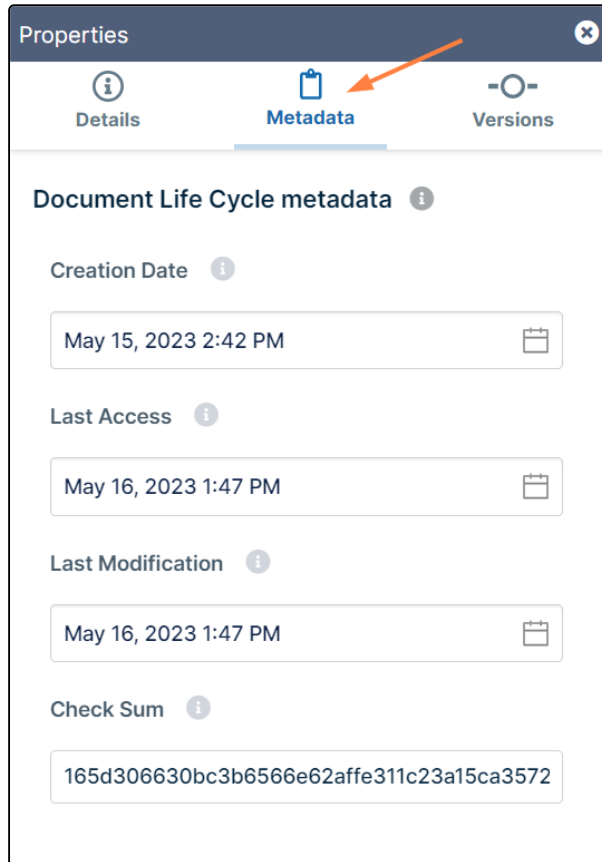 Properties
Details Metadata Versions
Document Life Cycle metadata
Creation Date
May 15, 2023 2:42 PM
Last Access
May 16, 2023 1:47 PM
Last Modification
May 16, 2023 1:47 PM
Check Sum
165d306630bc3b6566e62affe311c23a15ca3572